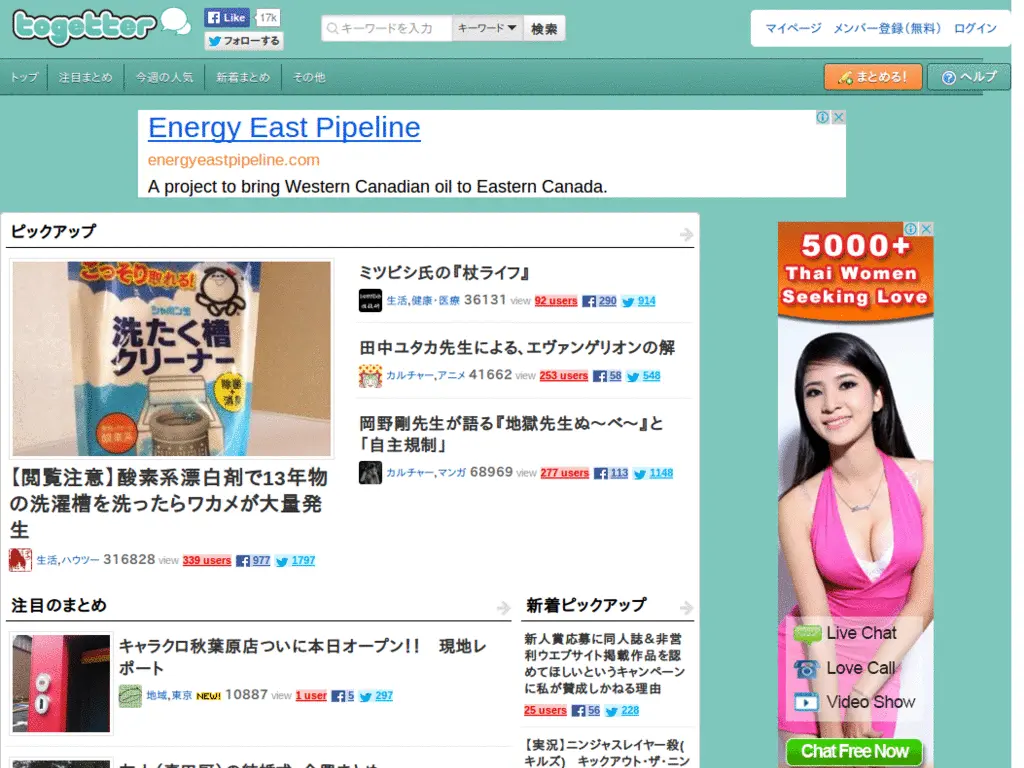 togetter
Like 17k
フォローする
キーワードを入力 キーワード▼ 検索
マイページ メンバー登録(無料) ログイン
トップ 注目まとめ 今週の人気 新着まとめ その他
まとめる! ヘルプ
Energy East Pipeline
energyeastpipeline.com
A project to bring Western Canadian oil to Eastern Canada.
ピックアップ
こっそり取れる!
シャボン玉
洗たく槽
クリーナー
除菌
+
消臭
酸素系
【閲覧注意】酸素系漂白剤で13年物
の洗濯槽を洗ったらワカメが大量発
生
生活,ハウツー 316828 view 339 users 977 1797
ミツビシ氏の『杖ライフ』
生活,健康・医療 36131 view 92 users 290 914
田中ユタカ先生による、エヴァンゲリオンの解
カルチャー,アニメ 41662 view 253 users 58 548
岡野剛先生が語る『地獄先生ぬ〜べ〜』と
「自主規制」
カルチャー,マンガ 68969 view 277 users 113 1148
注目のまとめ
キャラクロ秋葉原店ついに本日オープン!! 現地レ
ポート
地域,東京 NEW! 10887 view 1 user 5 297
新着ピックアップ
新人賞応募に同人誌&非営
利ウエブサイト掲載作品を認
めてほしいというキャンペーン
に私が賛成しかねる理由
25 users 56 228
【実況】ニンジャスレイヤー殺(
キルズ) キックアウト・ザ・ニン
5000+
Thai Women
Seeking Love
Live Chat
Love Call
Video Show
Chat Free Now